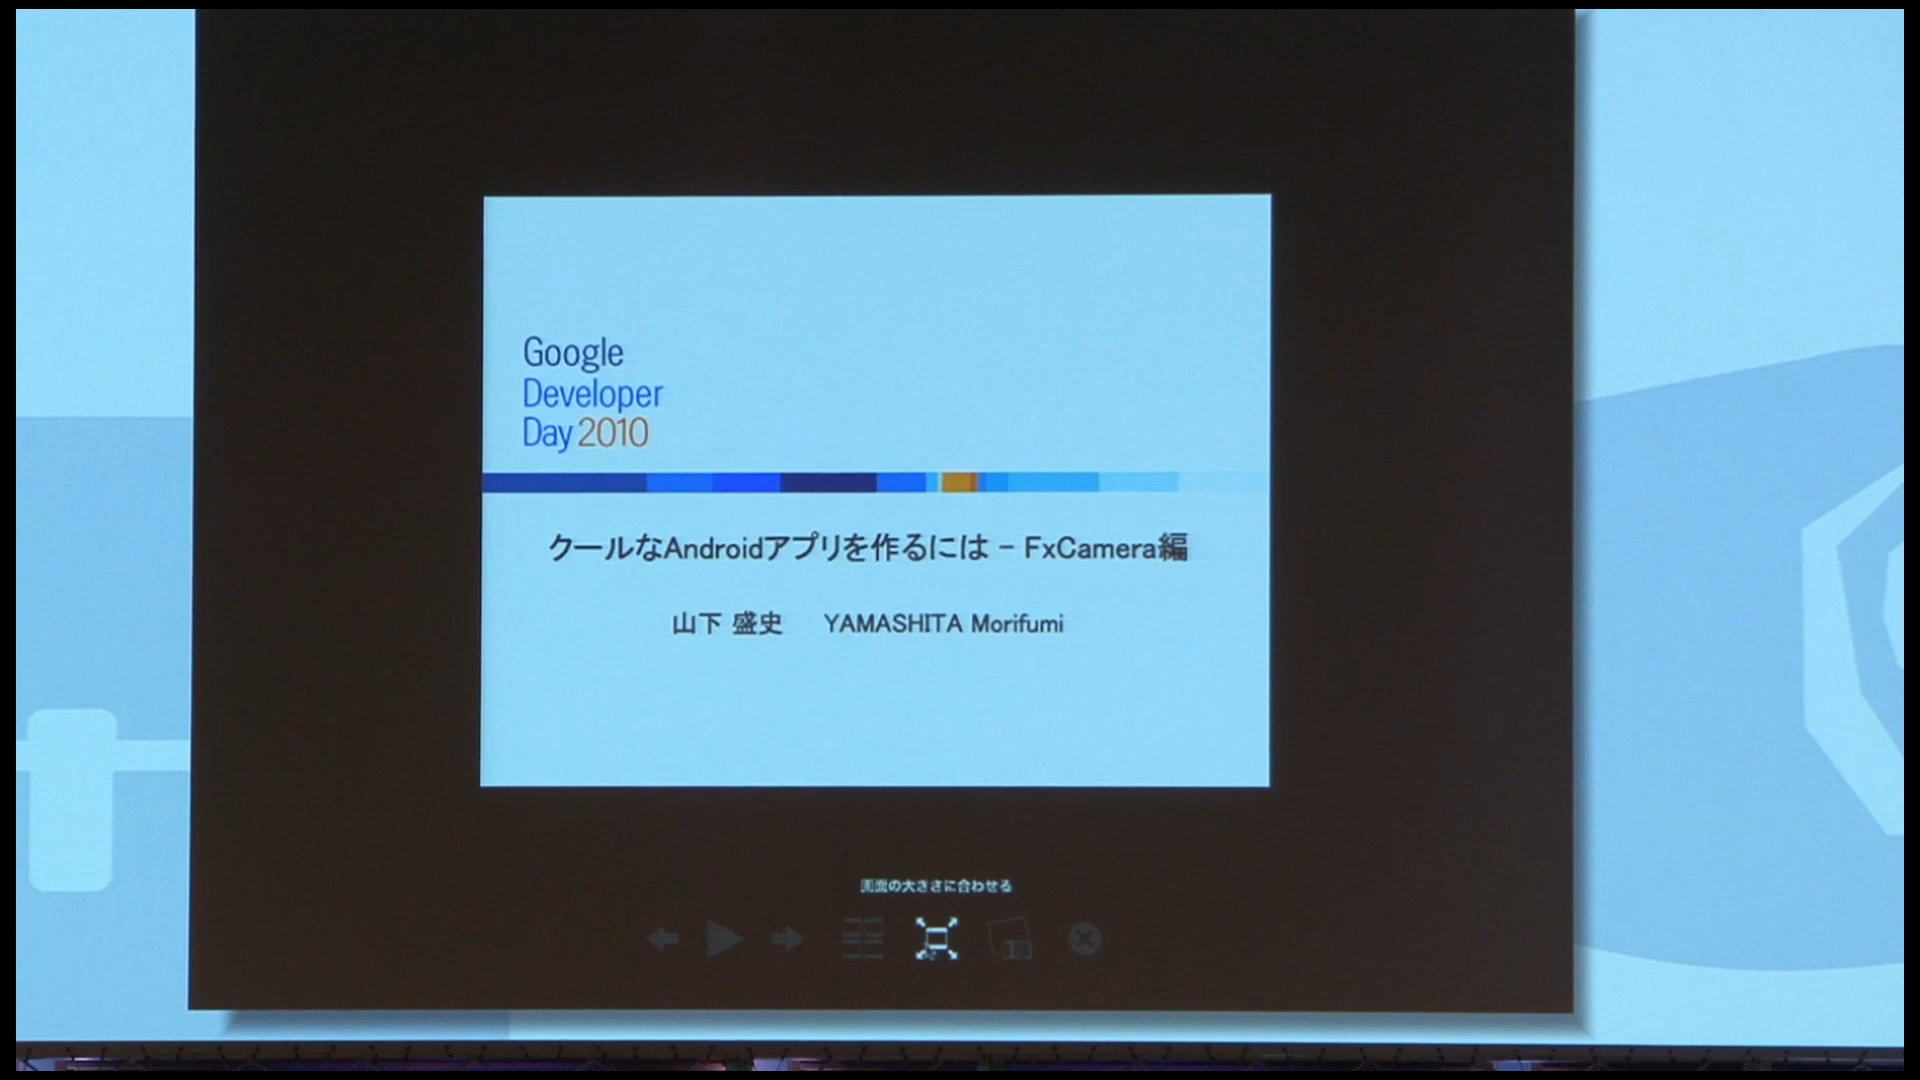 Google
Developer
Day 2010
クールなAndroidアプリを作るには - FxCamera編
山下 盛史 YAMASHITA Morifumi
画面の大きさに合わせる